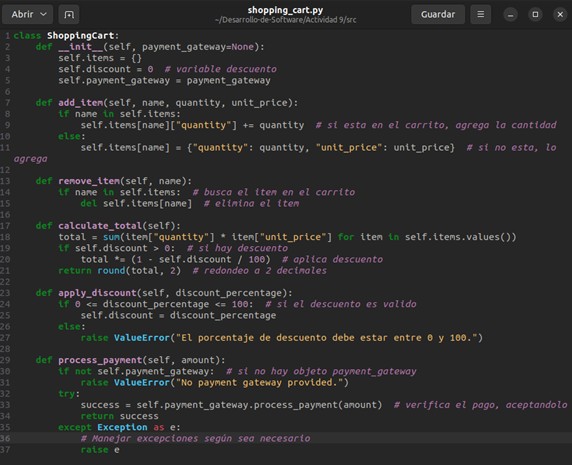 Abrir
shopping_cart.py
~/Desarrollo-de-Software/Actividad 9/src
Guardar
1 class ShoppingCart:
2     def __init__(self, payment_gateway=None):
3         self.items = {}
4         self.discount = 0  # variable descuento
5         self.payment_gateway = payment_gateway
6
7     def add_item(self, name, quantity, unit_price):
8         if name in self.items:
9             self.items[name]["quantity"] += quantity  # si esta en el carrito, agrega la cantidad
10         else:
11             self.items[name] = {"quantity": quantity, "unit_price": unit_price}  # si no esta, lo
agrega
12
13     def remove_item(self, name):
14         if name in self.items:  # busca el item en el carrito
15             del self.items[name]  # elimina el item
16
17     def calculate_total(self):
18         total = sum(item["quantity"] * item["unit_price"] for item in self.items.values())
19         if self.discount > 0:  # si hay descuento
20             total *= (1 - self.discount / 100)  # aplica descuento
21         return round(total, 2)  # redondeo a 2 decimales
22
23     def apply_discount(self, discount_percentage):
24         if 0 <= discount_percentage <= 100:  # si el descuento es valido
25             self.discount = discount_percentage
26         else:
27             raise ValueError("El porcentaje de descuento debe estar entre 0 y 100.")
28
29     def process_payment(self, amount):
30         if not self.payment_gateway:  # si no hay objeto payment_gateway
31             raise ValueError("No payment gateway provided.")
32         try:
33             success = self.payment_gateway.process_payment(amount)  # verifica el pago, aceptandolo
34             return success
35         except Exception as e:
36             # Manejar excepciones según sea necesario
37             raise e